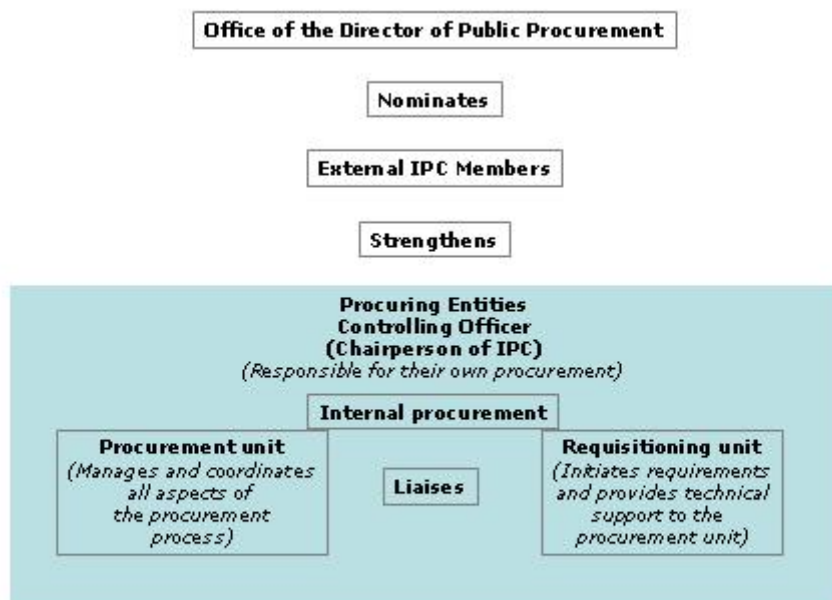 Office of the Director of Public Procurement
Nominates
External IPC Members
Strengthens
Procuring Entities
Controlling Officer
(Chairperson of IPC)
(Responsible for their own procurement)
Internal procurement
Procurement unit
(Manages and coordinates
all aspects of
the procurement
process)
Liaises
Requisitioning unit
(Initiates requirements
and provides technical
support to the
procurement unit)